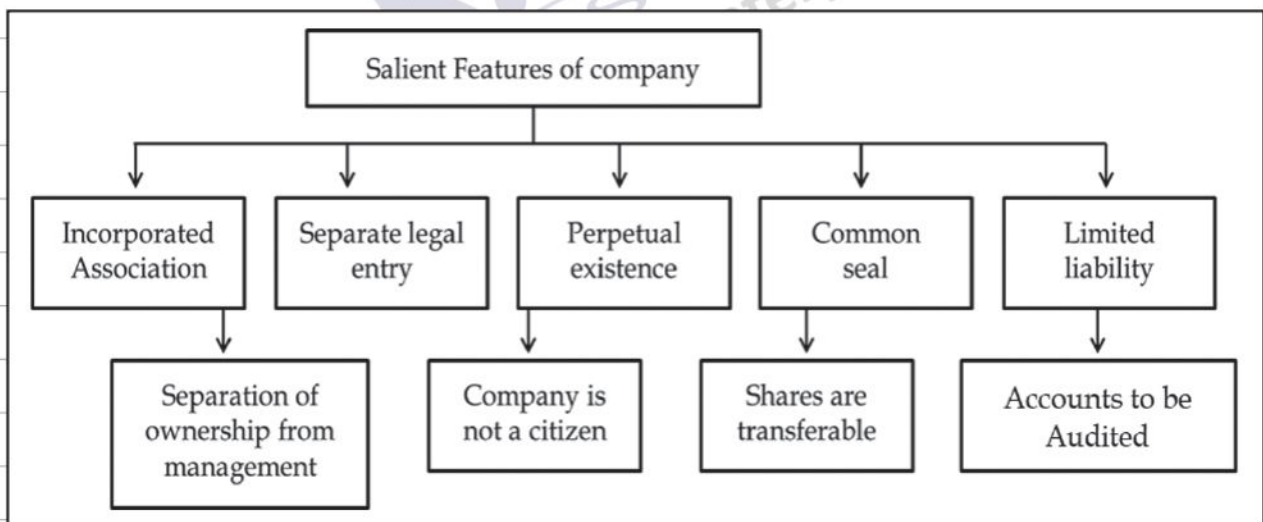 Salient Features of company
Incorporated
Association
Separate legal
entry
Perpetual
existence
Common
seal
Limited
liability
Separation of
ownership from
management
Company is
not a citizen
Shares are
transferable
Accounts to be
Audited